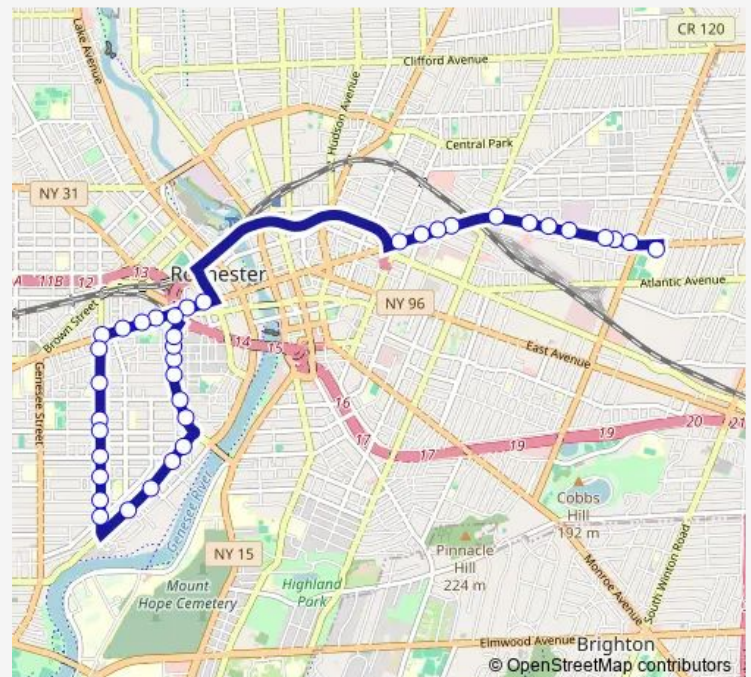 CR 120
Lake Avenue
Clifford Avenue
Hudson Avenue
Central Park
NY 31
A 11B 12 13
Rochester
Atlantic Avenue
NY 96
Brown Street
14 15
East Avenue
Genesee Street
16
17
17
19
19
20
21
Genesee River
Cobbs
Hill
192 m
NY 15
Pinnacle
Hill
224 m
South Winton Road
Mount
Hope Cemetery
Highland
Park
Monroe Avenue
Elmwood Avenue
Brighton
© OpenStreetMap contributors